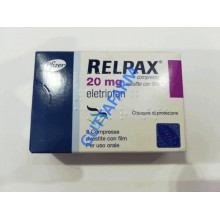 Pfizer
RELPAX®
20 mg compresse
rivestite con film
eletriptan
Chiusura di protezione
Compresse
rivestite con film
Per uso orale